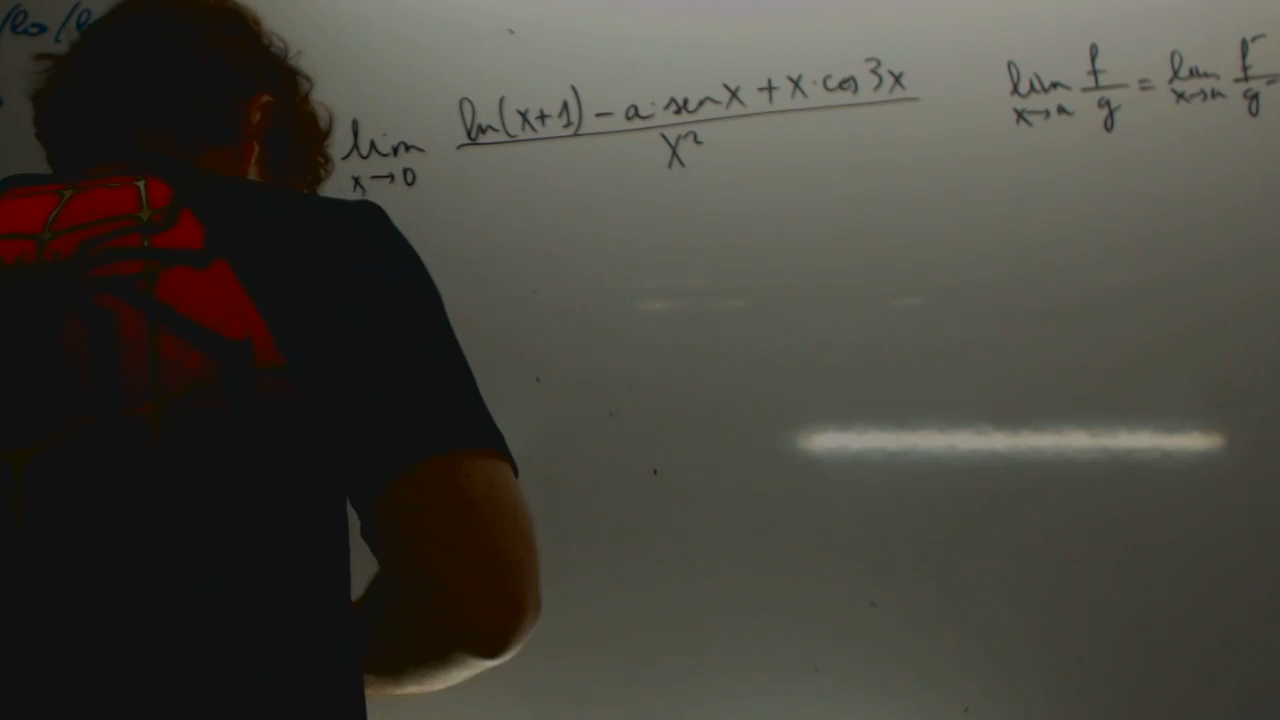 lim x→0 (ln(x+1) - a·sen x + x·cos 3x) / x²
lim x→a f/g = lim x→a f'/g'